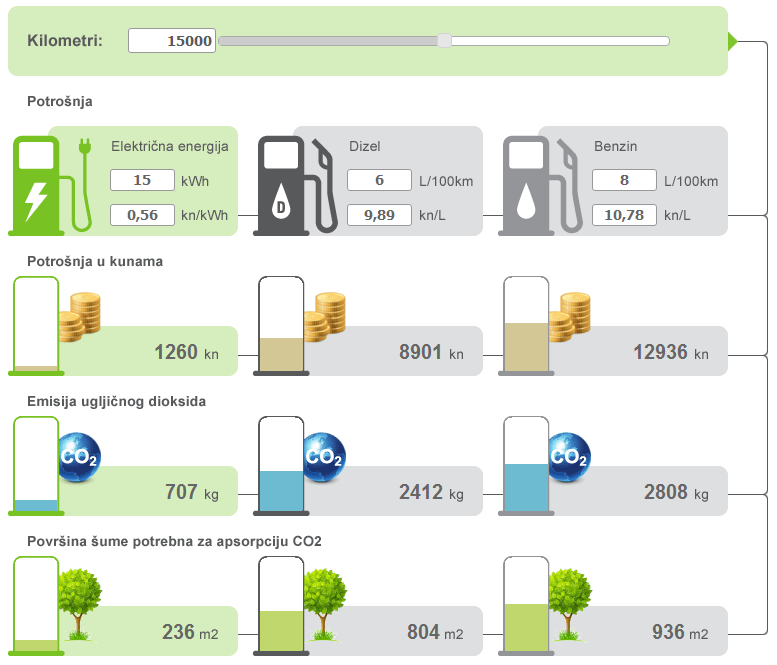 Kilometri: 15000
Potrošnja
Električna energija
15 kWh
0,56 kn/kWh
D
Dizel
6 L/100km
9,89 kn/L
Benzin
8 L/100km
10,78 kn/L
Potrošnja u kunama
1260 kn
8901 kn
12936 kn
Emisija ugljičnog dioksida
CO2
707 kg
CO2
2412 kg
CO2
2808 kg
Površina šume potrebna za apsorpciju CO2
236 m2
804 m2
936 m2